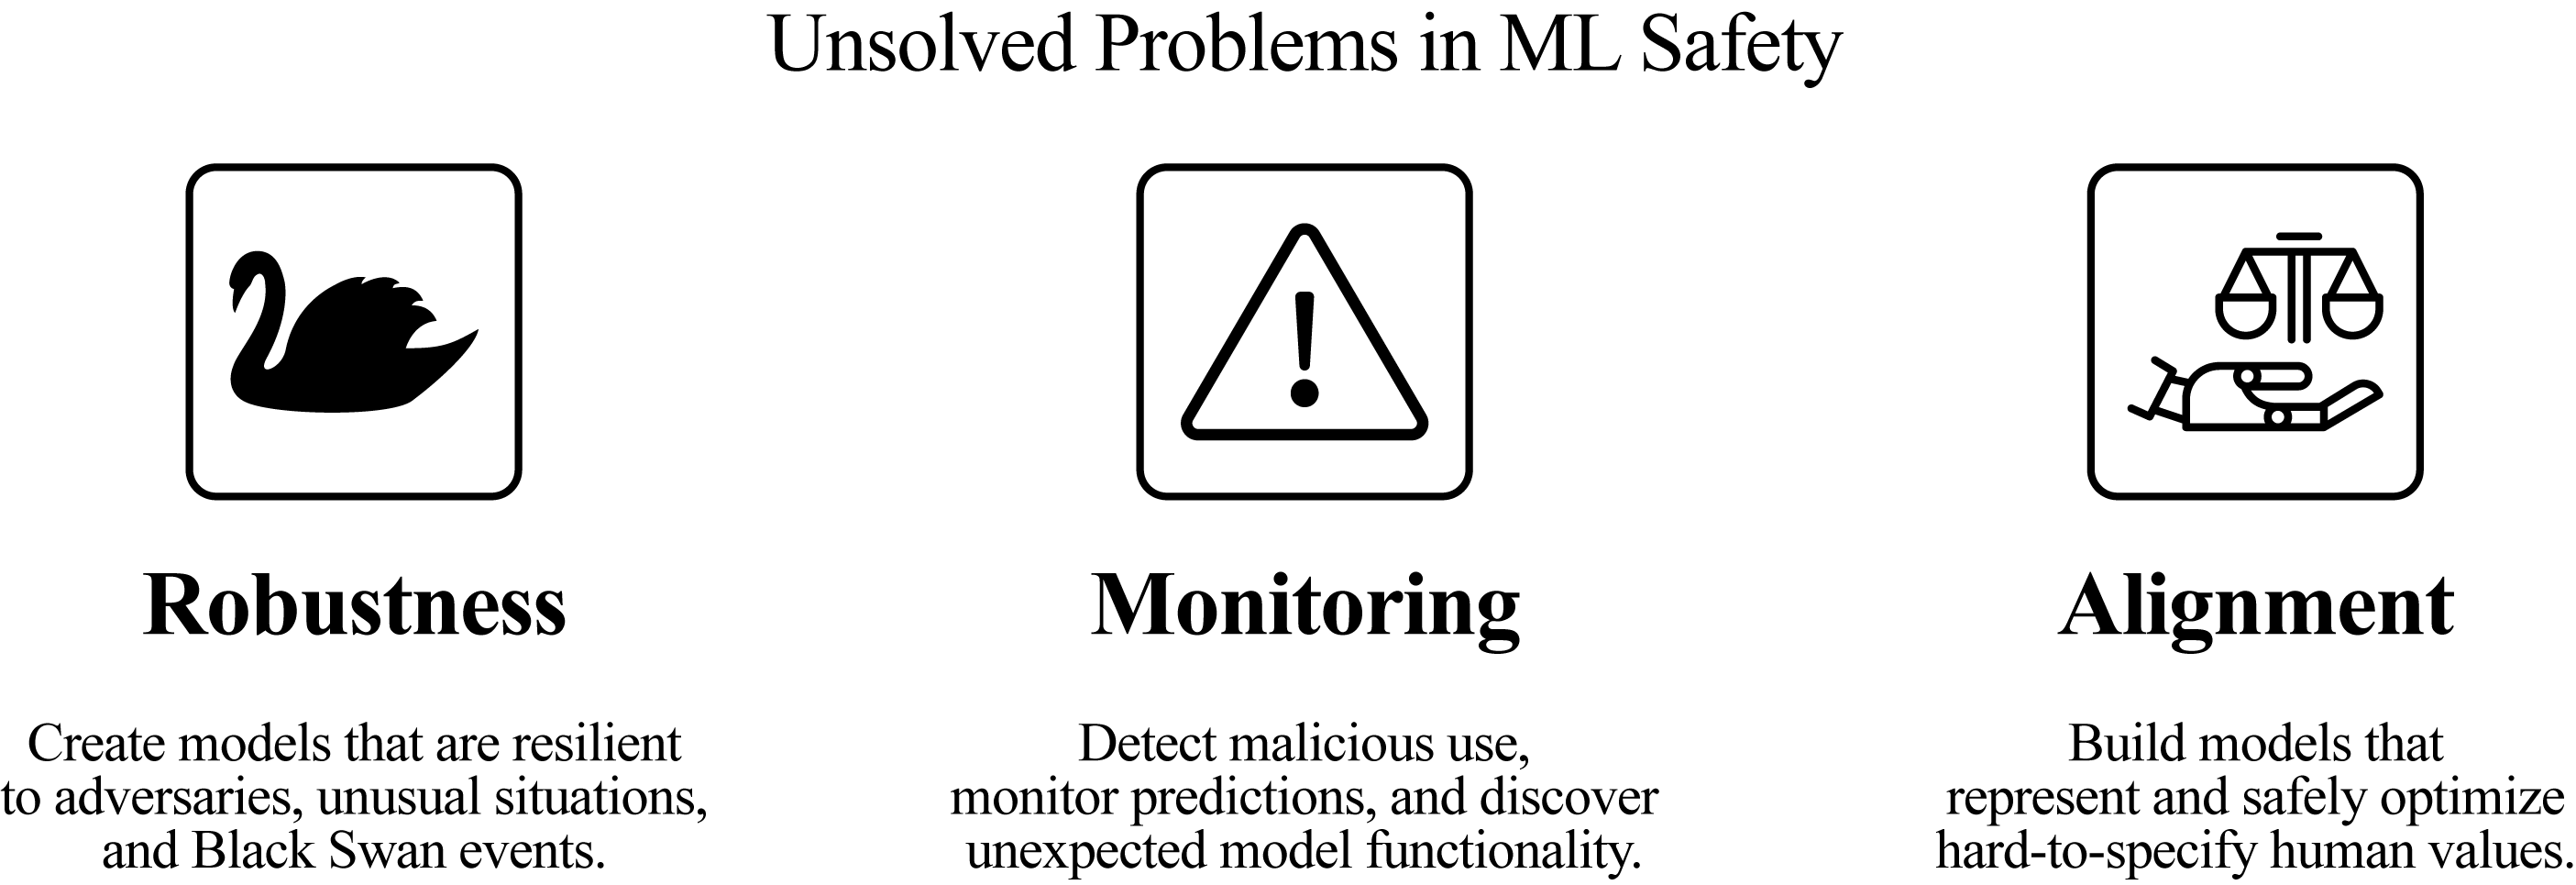 Unsolved Problems in ML Safety
Robustness
Create models that are resilient
to adversaries, unusual situations,
and Black Swan events.
!
Monitoring
Detect malicious use,
monitor predictions, and discover
unexpected model functionality.
Alignment
Build models that
represent and safely optimize
hard-to-specify human values.